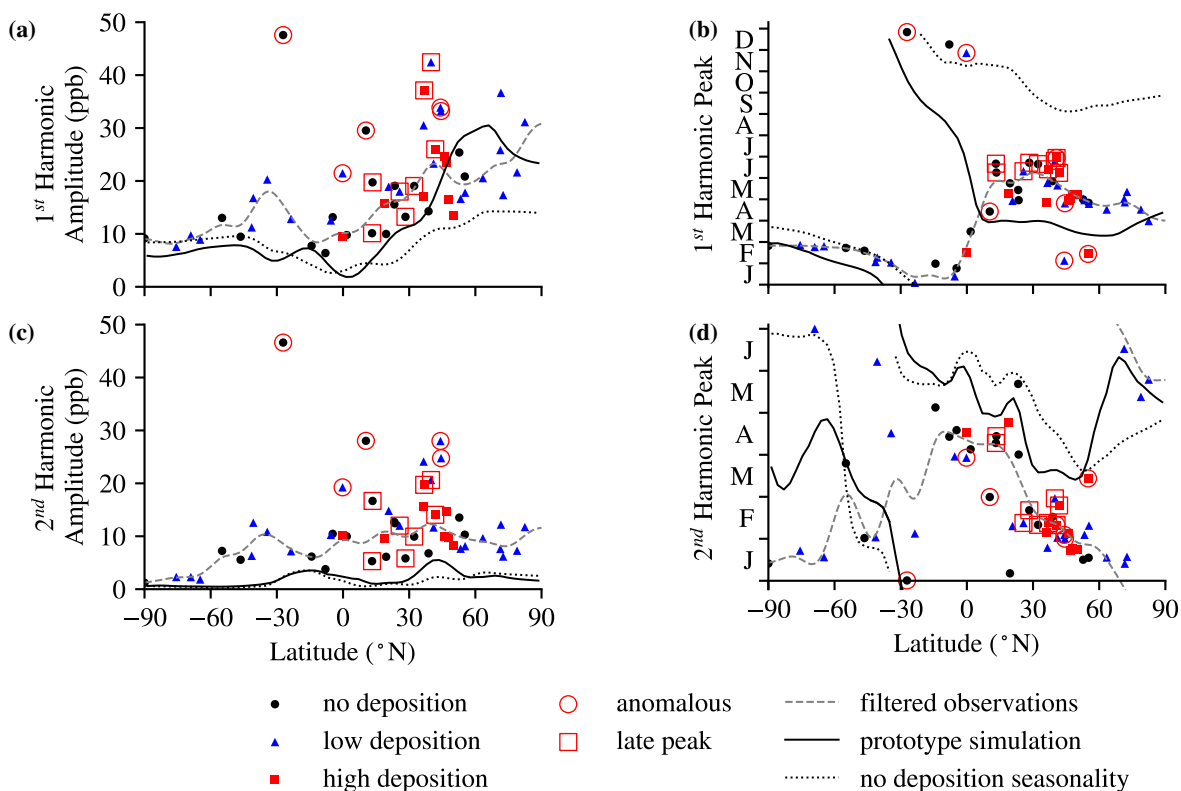 (a)
1st Harmonic
Amplitude (ppb)
50
40
30
20
10
0
(b)
1st Harmonic Peak
D
N
O
S
A
J
J
M
A
M
F
J
(c)
2nd Harmonic
Amplitude (ppb)
50
40
30
20
10
0
−90 −60 −30 0 30 60 90
Latitude (°N)
(d)
2nd Harmonic Peak
J
M
A
M
F
J
−90 −60 −30 0 30 60 90
Latitude (°N)
no deposition
low deposition
high deposition
anomalous
late peak
filtered observations
prototype simulation
no deposition seasonality